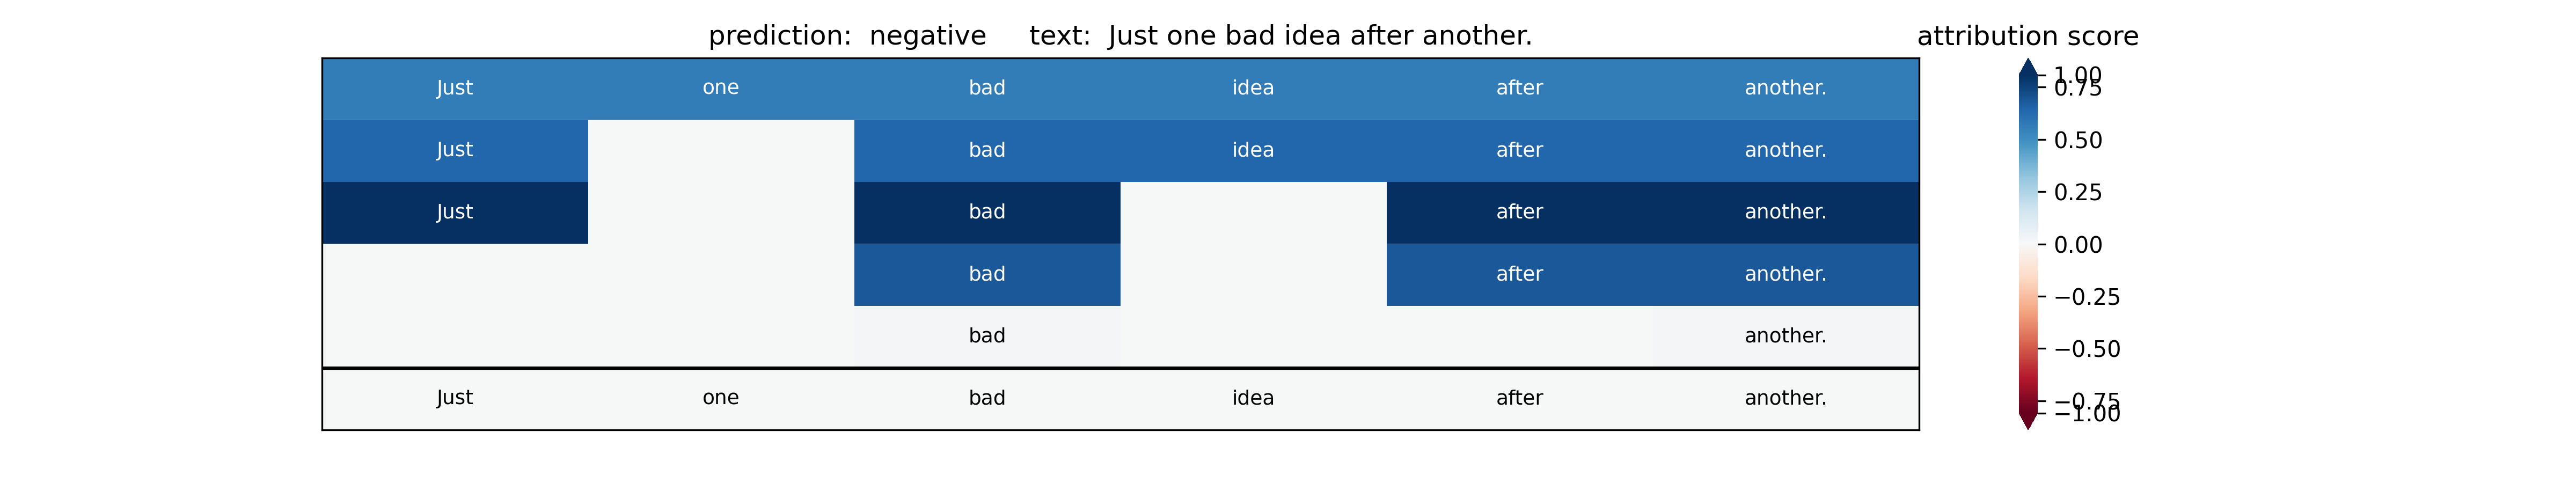 prediction: negative text: Just one bad idea after another.
attribution score
Just one bad idea after another.
Just bad idea after another.
Just bad after another.
bad after another.
bad another.
Just one bad idea after another.
1.00
0.75
0.50
0.25
0.00
−0.25
−0.50
−0.75
−1.00